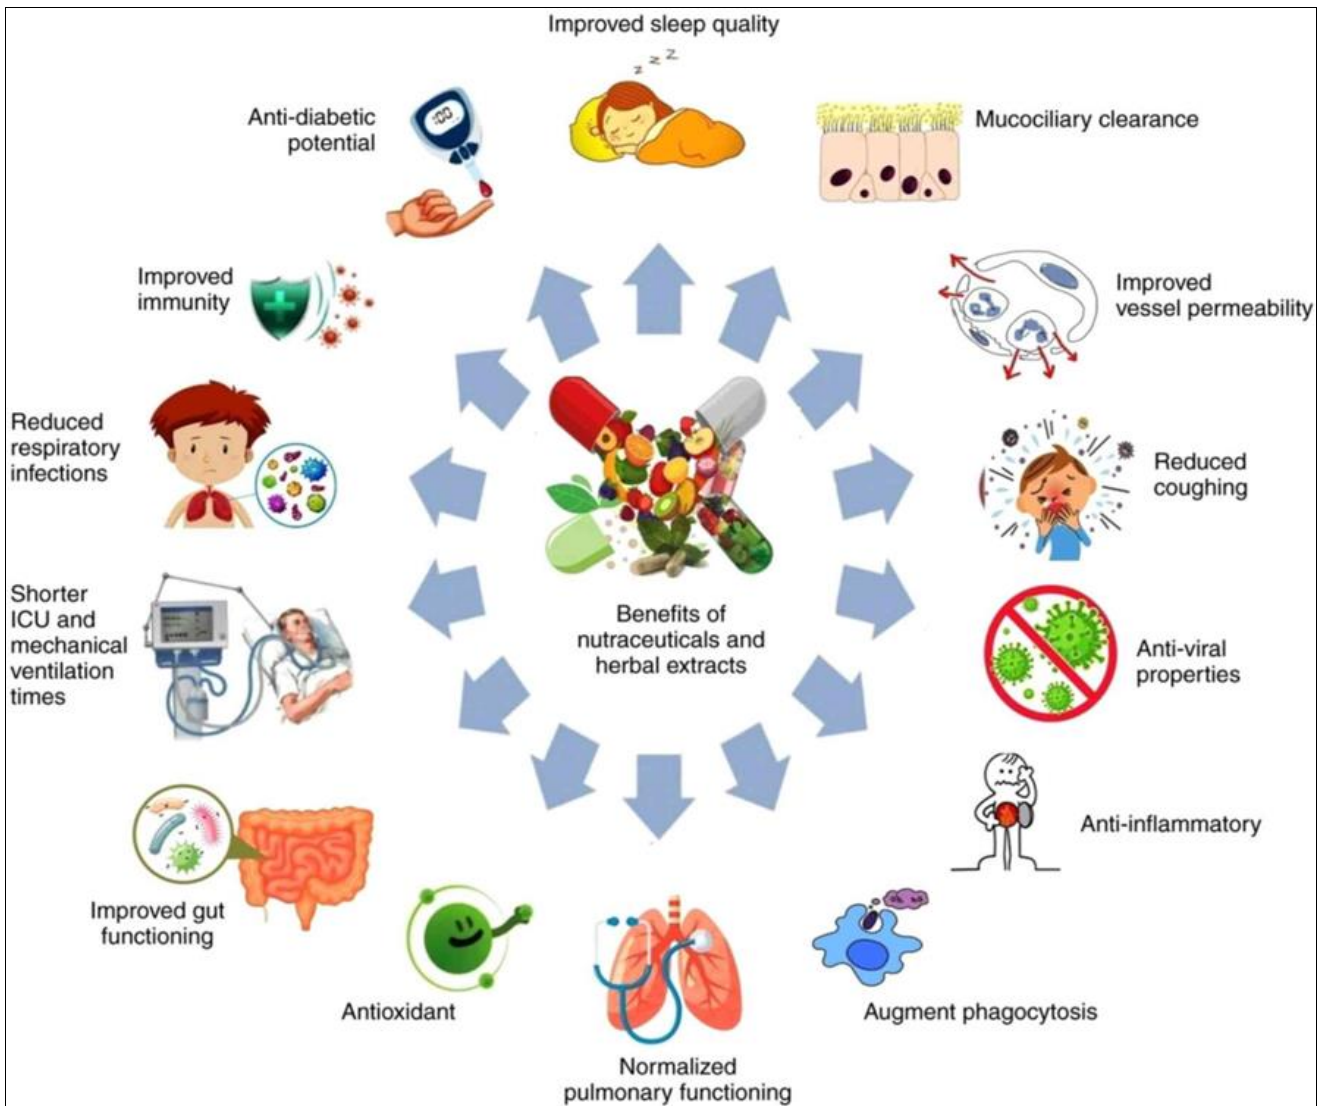 Improved sleep quality
z z z
Anti-diabetic
potential
:00
Mucociliary clearance
Improved
immunity
Improved
vessel permeability
Reduced
respiratory
infections
Reduced
coughing
Shorter
ICU and
mechanical
ventilation
times
Benefits of
nutraceuticals and
herbal extracts
Anti-viral
properties
Anti-inflammatory
Improved gut
functioning
Antioxidant
Augment phagocytosis
Normalized
pulmonary functioning